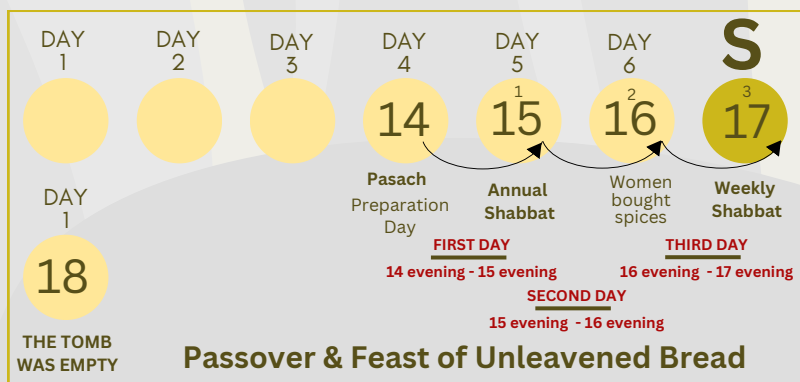 DAY
1
DAY
2
DAY
3
DAY
4
DAY
5
DAY
6
S
1
2
3
14
15
16
17
Pasach
Preparation
Day
Annual
Shabbat
Women
bought
spices
Weekly
Shabbat
FIRST DAY
14 evening - 15 evening
THIRD DAY
16 evening - 17 evening
SECOND DAY
15 evening - 16 evening
DAY
1
18
THE TOMB
WAS EMPTY
Passover & Feast of Unleavened Bread